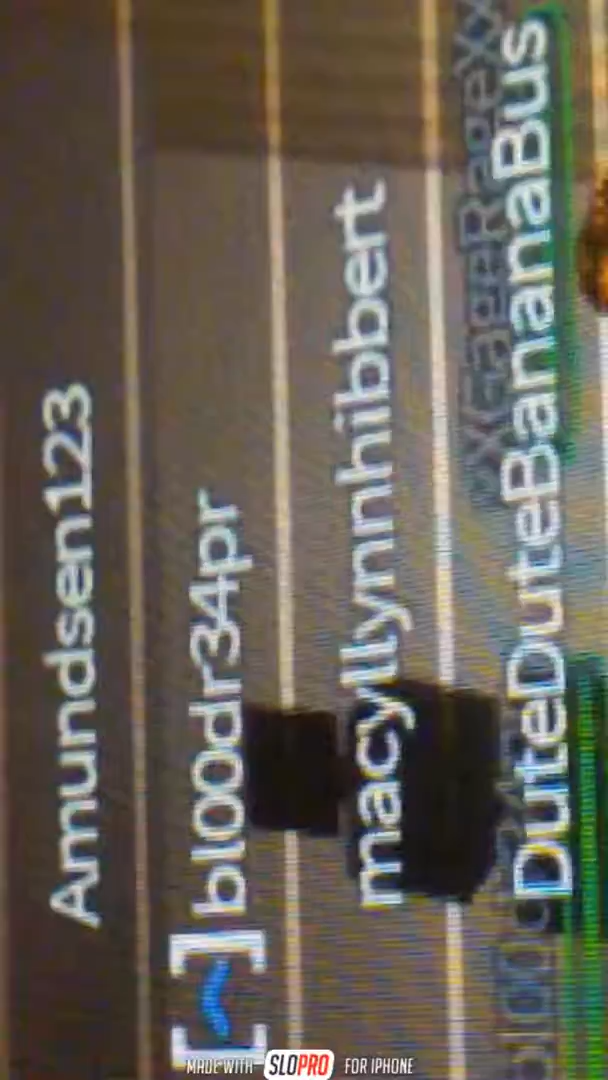 Amundsen123
[~] bl00dr34pr
macyllynnhibbert
DuteDuteBananaBus
MADE WITH SLOPRO FOR IPHONE